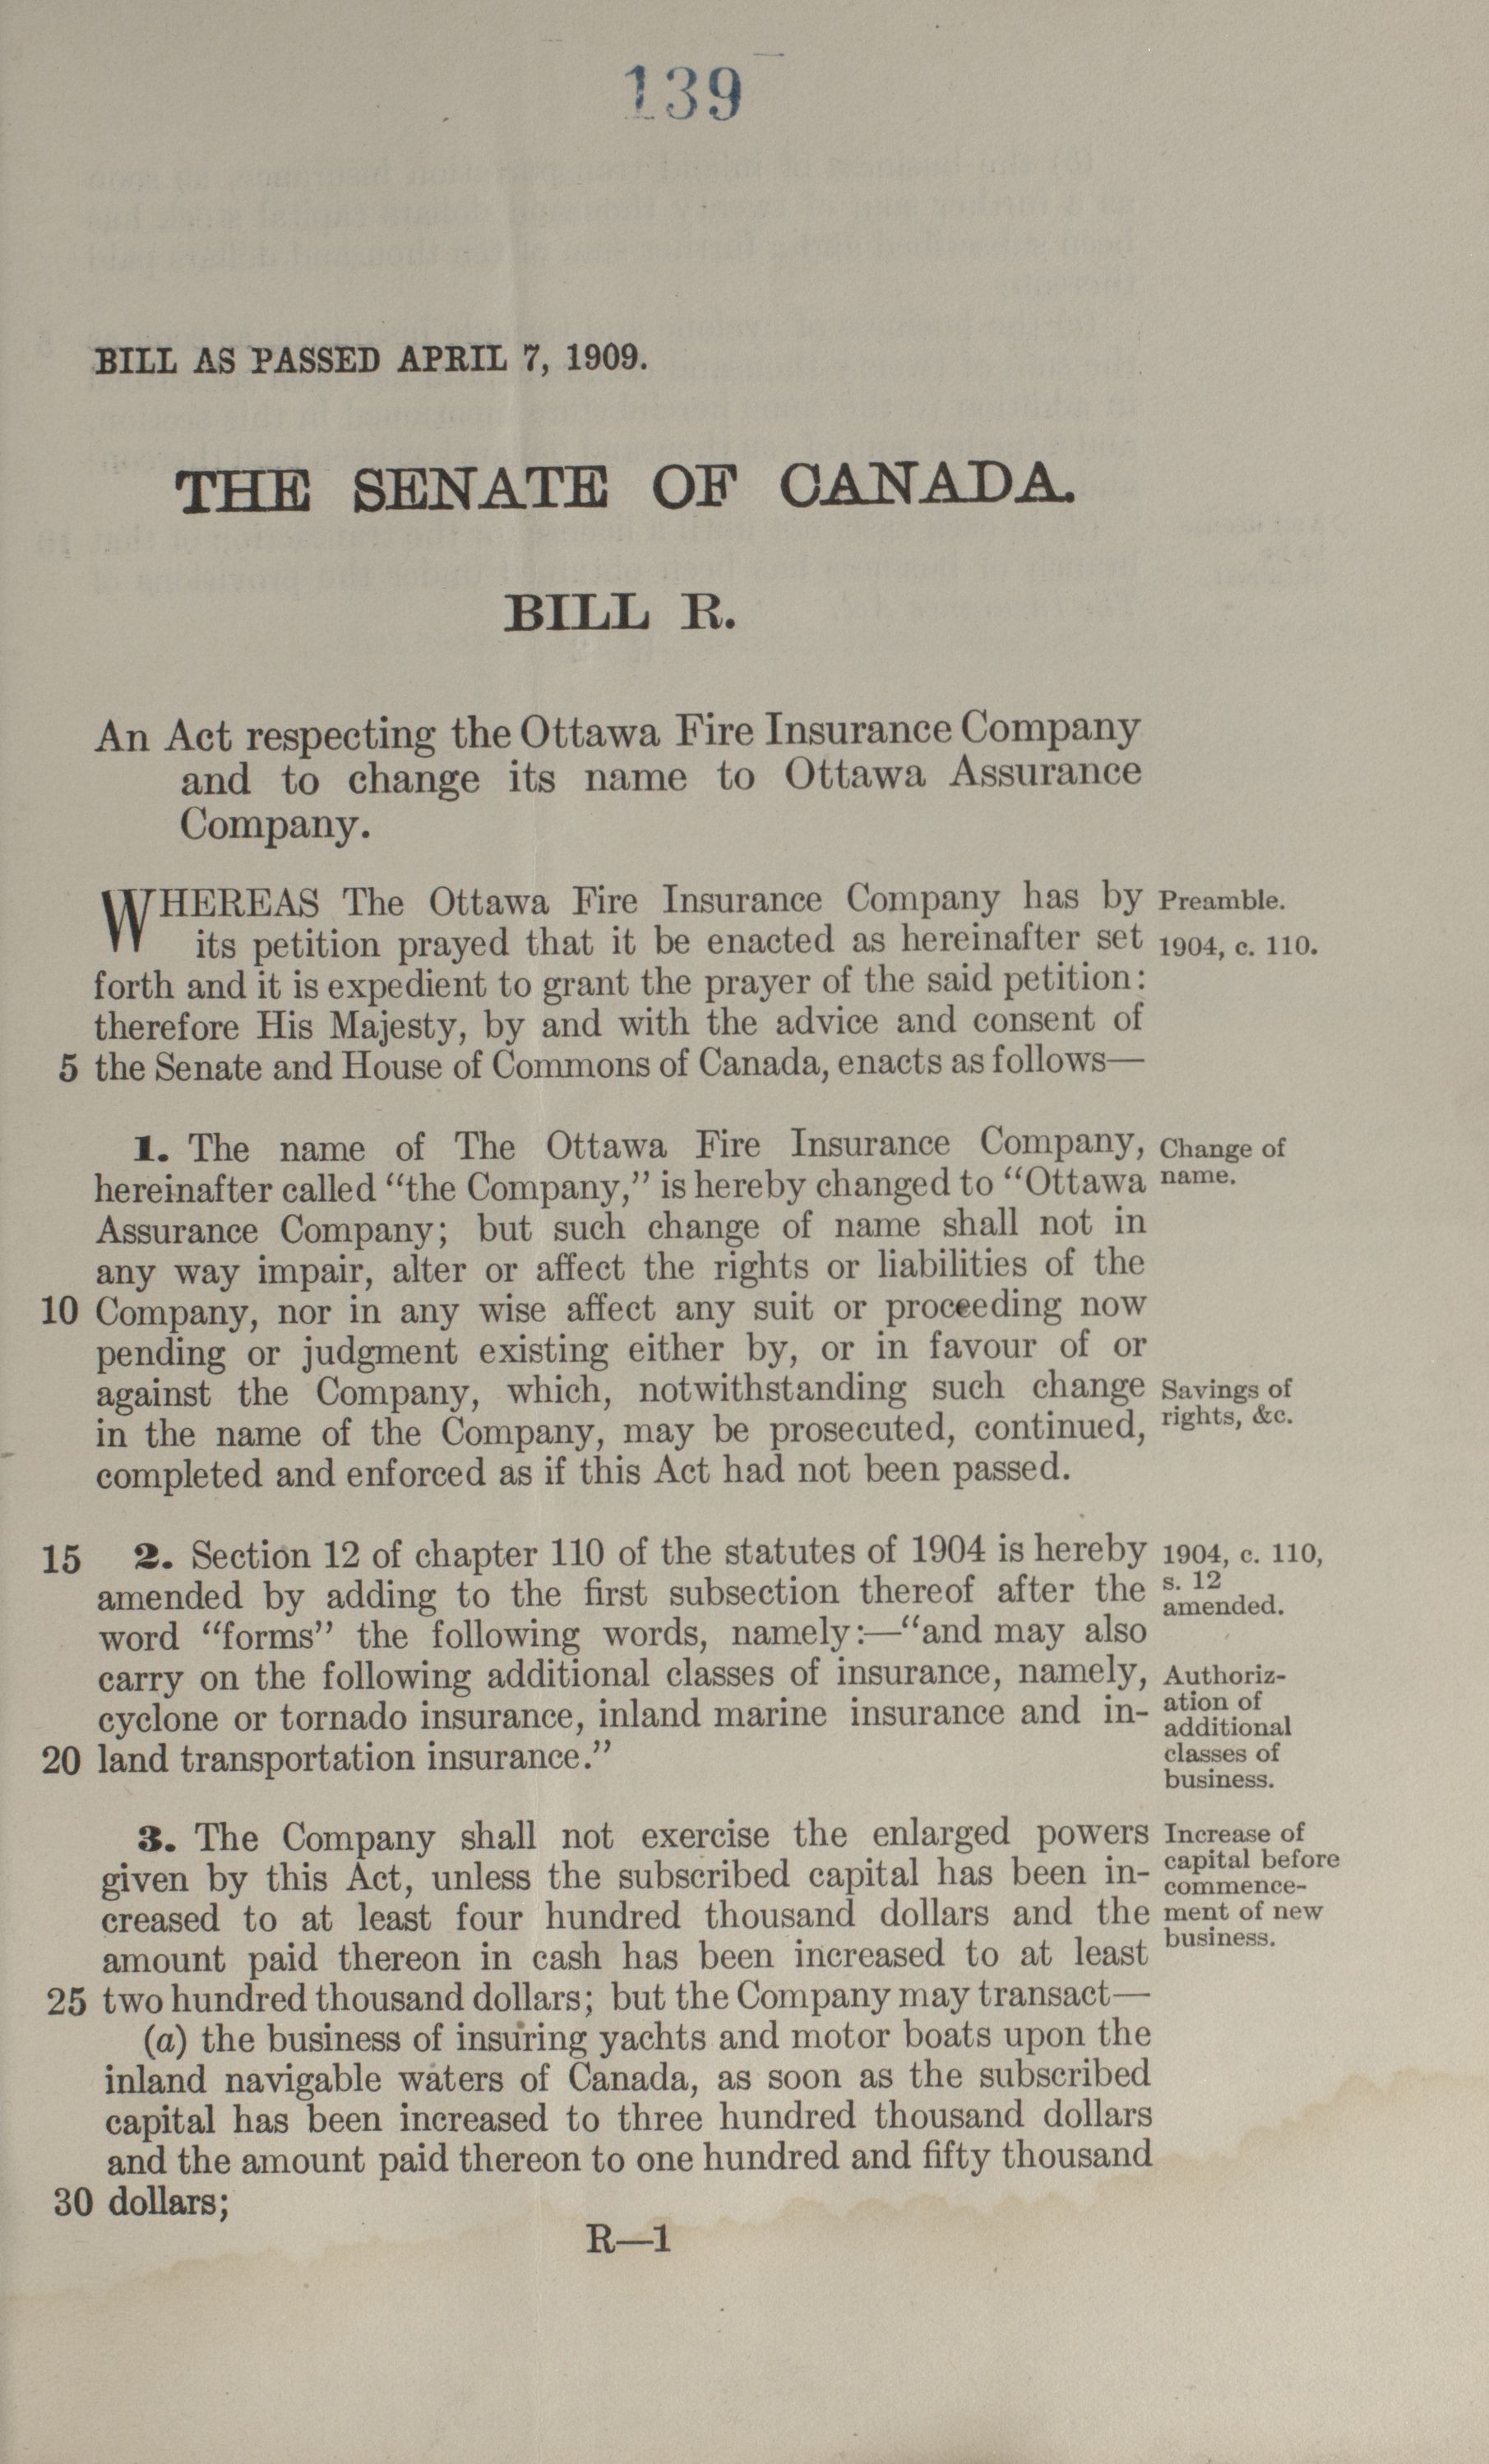 139
BILL AS PASSED APRIL 7, 1909.
THE SENATE OF CANADA.
BILL R.
An Act respecting the Ottawa Fire Insurance Company
and to change its name to Ottawa Assurance
Company.
WHEREAS The Ottawa Fire Insurance Company has by
its petition prayed that it be enacted as hereinafter set
forth and it is expedient to grant the prayer of the said petition:
therefore His Majesty, by and with the advice and consent of
5 the Senate and House of Commons of Canada, enacts as follows—
Preamble.
1904, c. 110.
1. The name of The Ottawa Fire Insurance Company,
hereinafter called "the Company," is hereby changed to "Ottawa
Assurance Company; but such change of name shall not in
any way impair, alter or affect the rights or liabilities of the
10 Company, nor in any wise affect any suit or proceeding now
pending or judgment existing either by, or in favour of or
against the Company, which, notwithstanding such change
in the name of the Company, may be prosecuted, continued,
completed and enforced as if this Act had not been passed.
Change of
name.
Savings of
rights, &c.
15 2. Section 12 of chapter 110 of the statutes of 1904 is hereby
amended by adding to the first subsection thereof after the
word "forms" the following words, namely:—"and may also
carry on the following additional classes of insurance, namely,
cyclone or tornado insurance, inland marine insurance and in-
20 land transportation insurance."
1904, c. 110,
s. 12
amended.
Authoriz-
ation of
additional
classes of
business.
3. The Company shall not exercise the enlarged powers
given by this Act, unless the subscribed capital has been in-
creased to at least four hundred thousand dollars and the
amount paid thereon in cash has been increased to at least
25 two hundred thousand dollars; but the Company may transact—
(a) the business of insuring yachts and motor boats upon the
inland navigable waters of Canada, as soon as the subscribed
capital has been increased to three hundred thousand dollars
and the amount paid thereon to one hundred and fifty thousand
30 dollars;
Increase of
capital before
commence-
ment of new
business.
R—1